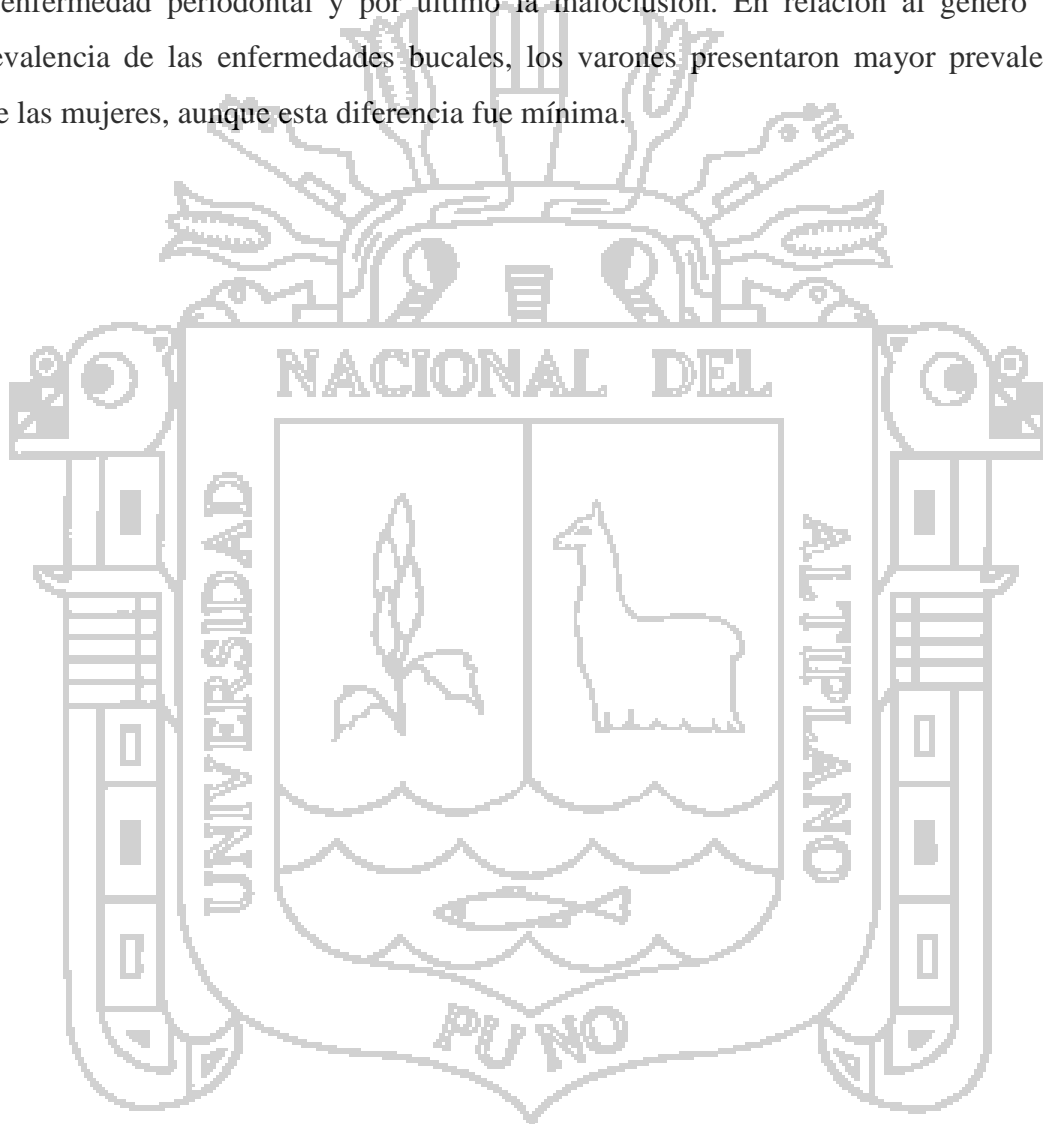 enfermedad periodontal y por último la maloclusión. En relación al género
evalencia de las enfermedades bucales, los varones presentaron mayor prevale
e las mujeres, aunque esta diferencia fue mínima.
NACIONAL DEL
UNIVERSIDAD
ALTIPLANO
PUNO